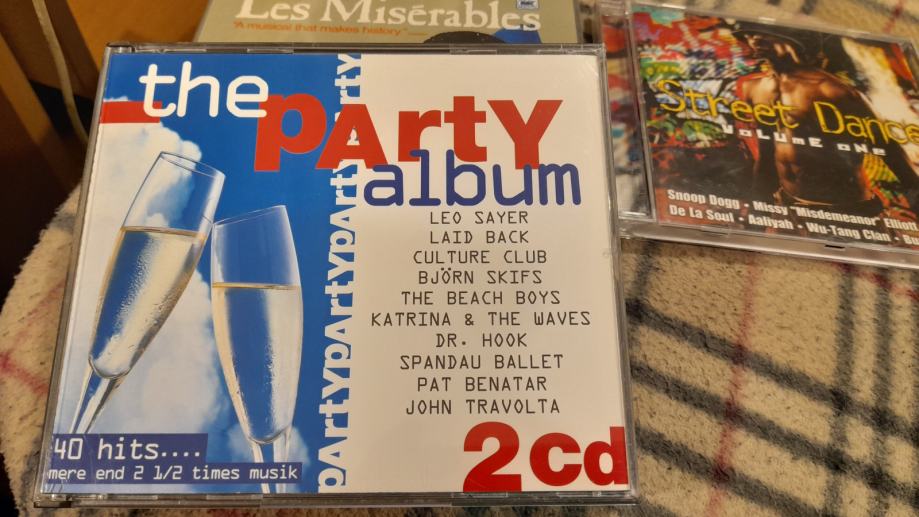 Les Misérables
"A musical that makes history"
the
pArtY
album
LEO SAYER
LAID BACK
CULTURE CLUB
BJÖRN SKIFS
THE BEACH BOYS
KATRINA & THE WAVES
DR. HOOK
SPANDAU BALLET
PAT BENATAR
JOHN TRAVOLTA
2cd
40 hits....
mere end 2 1/2 times musik
pArtYpArtYpArtYpArtY
Street Dance
VOLUME ONE
Snoop Dogg • Missy "Misdemeanor" Elliott
De La Soul • Aaliyah • Wu-Tang Clan •